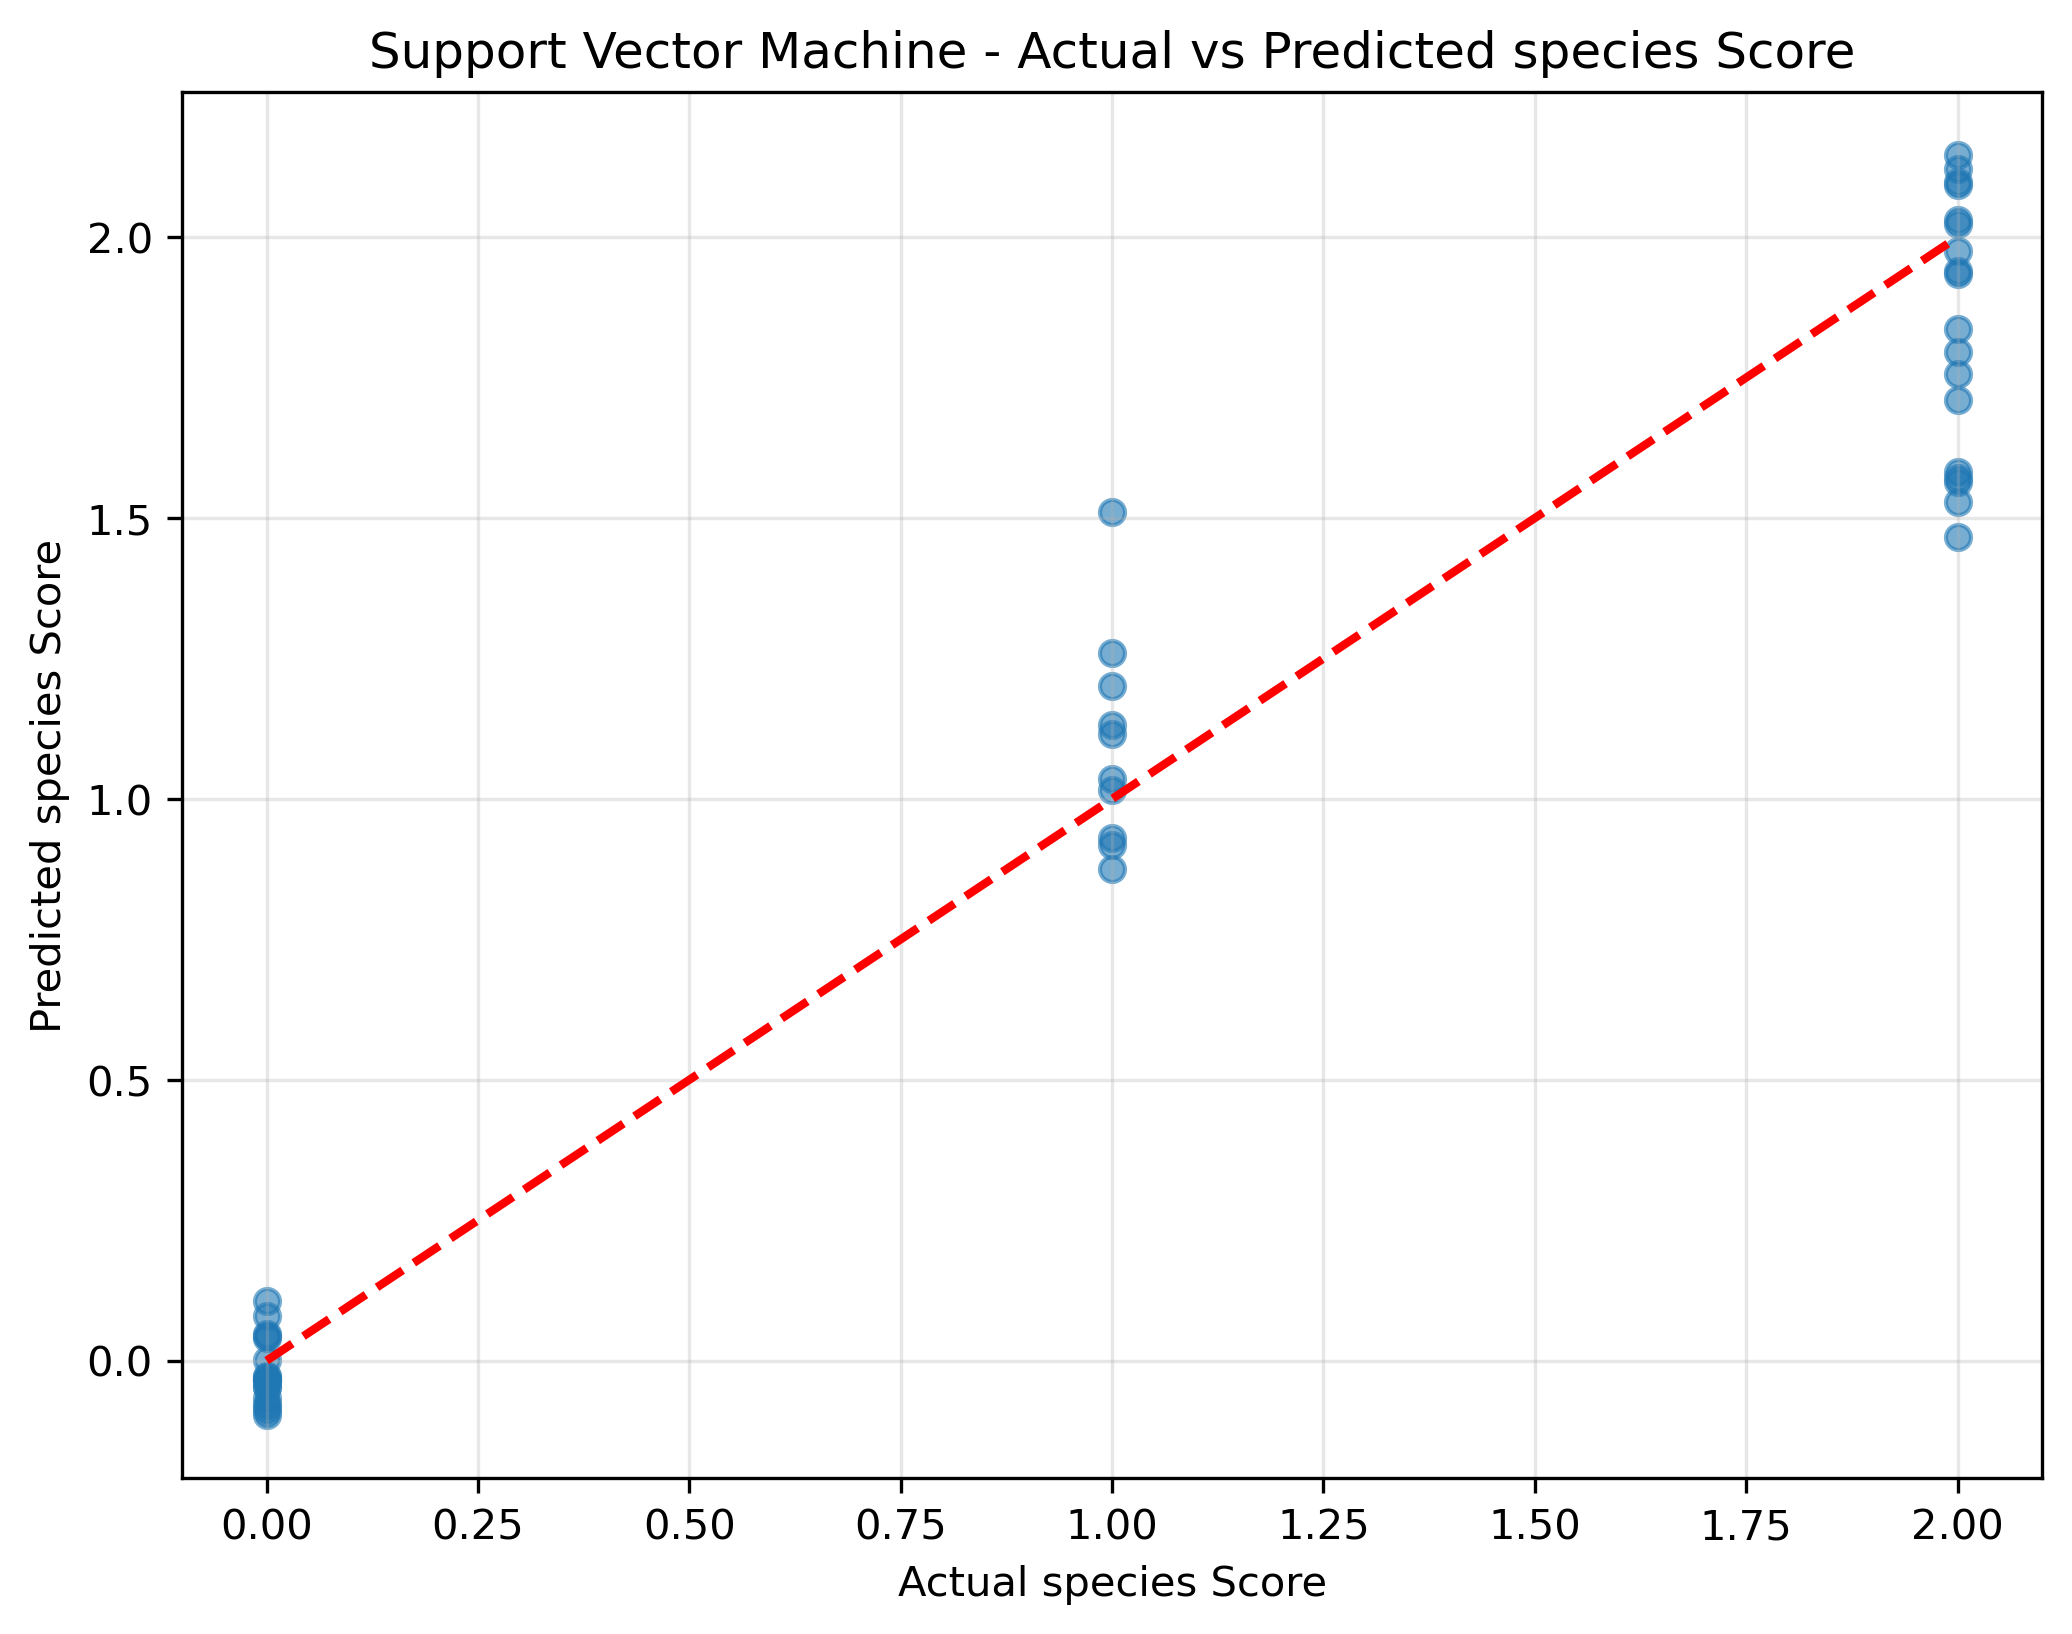 Support Vector Machine - Actual vs Predicted species Score
Predicted species Score
2.0
1.5
1.0
0.5
0.0
0.00 0.25 0.50 0.75 1.00 1.25 1.50 1.75 2.00
Actual species Score